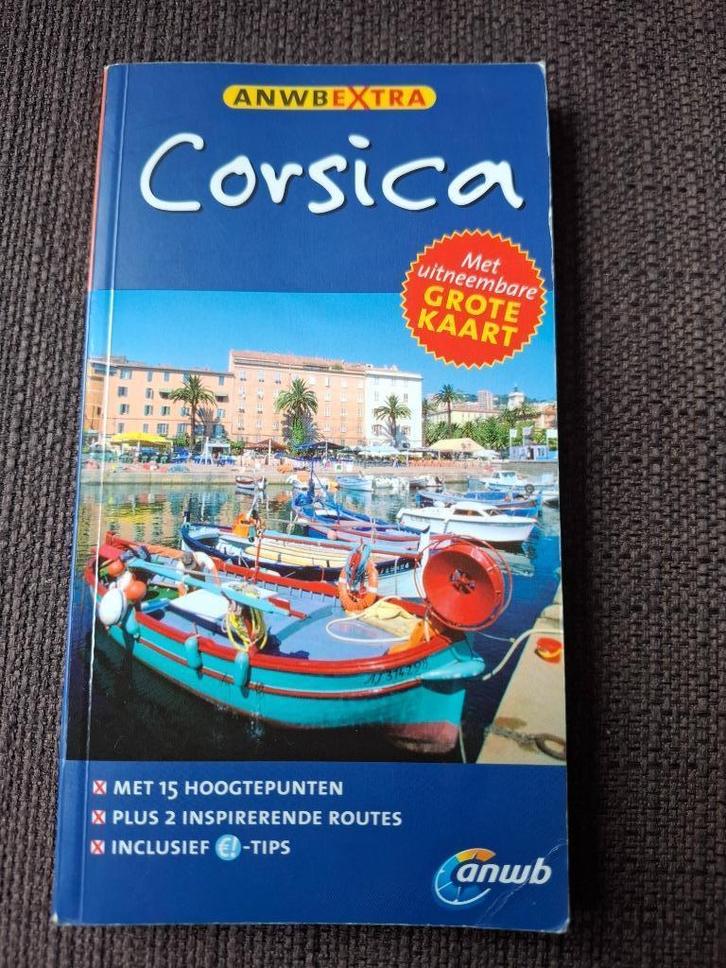 ANWBEXTRA
Corsica
Met
uitneembare
GROTE
KAART
MET 15 HOOGTEPUNTEN
PLUS 2 INSPIRERENDE ROUTES
INCLUSIEF €!-TIPS
anwb